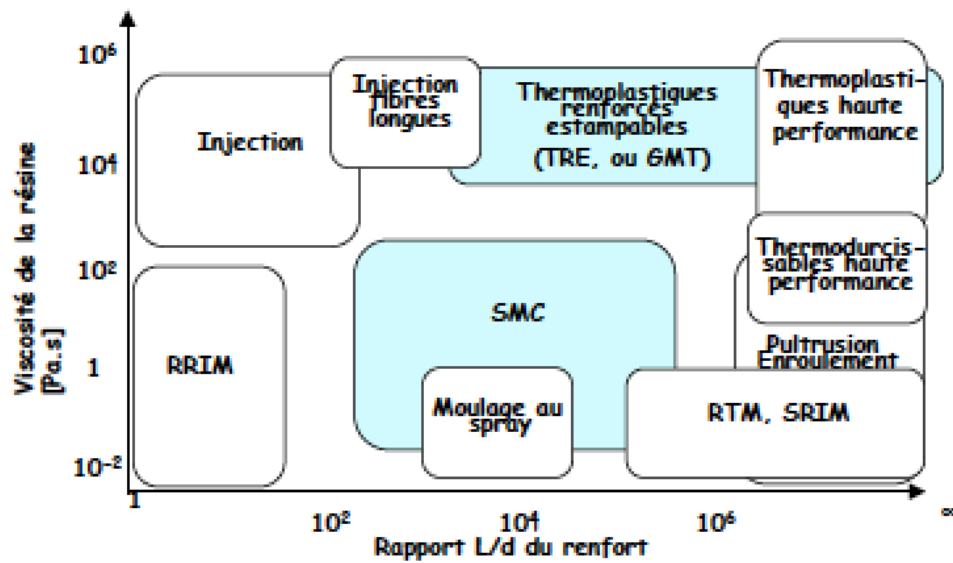 10⁶
10⁴
10²
1
10⁻²
Viscosité de la résine
[Pa.s]
Injection
Injection
fibres
longues
Thermoplastiques
renforcés
estampables
(TRE, ou GMT)
Thermoplasti-
ques haute
performance
Thermodurcis-
sables haute
performance
SMC
RRIM
Pultrusion
Enroulement
Moulage au
spray
RTM, SRIM
1
10²
10⁴
10⁶
∞
Rapport L/d du renfort